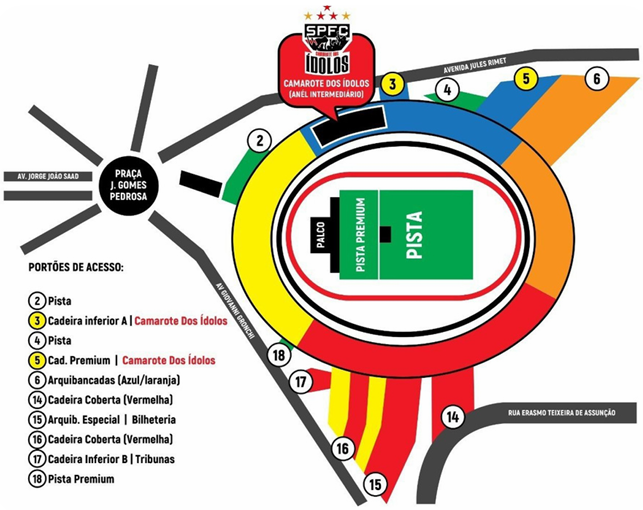 SPFC
CAMAROTE DOS
ÍDOLOS
CAMAROTE DOS ÍDOLOS
(ANÉL INTERMEDIÁRIO)
AVENIDA JULES RIMET
3
4
5
6
2
PRAÇA
J. GOMES
PEDROSA
AV. JORGE JOÃO SAAD
PALCO
PISTA PREMIUM
PISTA
AV GIOVANNI GRONCHI
PORTÕES DE ACESSO:
2 Pista
3 Cadeira inferior A | Camarote Dos Ídolos
4 Pista
5 Cad. Premium | Camarote Dos Ídolos
6 Arquibancadas (Azul/laranja)
14 Cadeira Coberta (Vermelha)
15 Arquib. Especial | Bilheteria
16 Cadeira Coberta (Vermelha)
17 Cadeira Inferior B | Tribunas
18 Pista Premium
18
17
16
15
14
RUA ERASMO TEIXEIRA DE ASSUNÇÃO